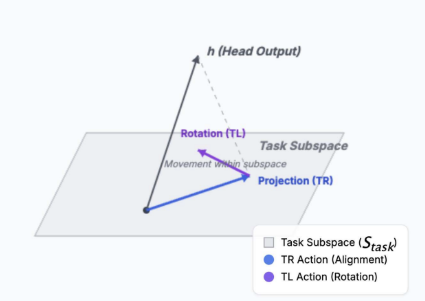 h (Head Output)
Rotation (TL)
Task Subspace
Movement within subspace
Projection (TR)
Task Subspace (S_task)
TR Action (Alignment)
TL Action (Rotation)